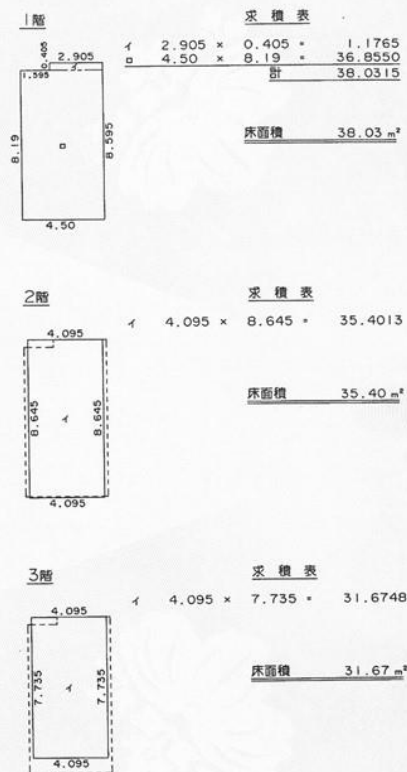 1階
求積表
イ 2.905 × 0.405 = 1.1765
ロ 4.50 × 8.19 = 36.8550
計 38.0315
床面積 38.03 m²
2.905
0.405
イ
1.595
8.19
ロ
8.595
4.50
2階
求積表
イ 4.095 × 8.645 = 35.4013
床面積 35.40 m²
4.095
8.645
イ
8.645
4.095
3階
求積表
イ 4.095 × 7.735 = 31.6748
床面積 31.67 m²
4.095
7.735
イ
7.735
4.095